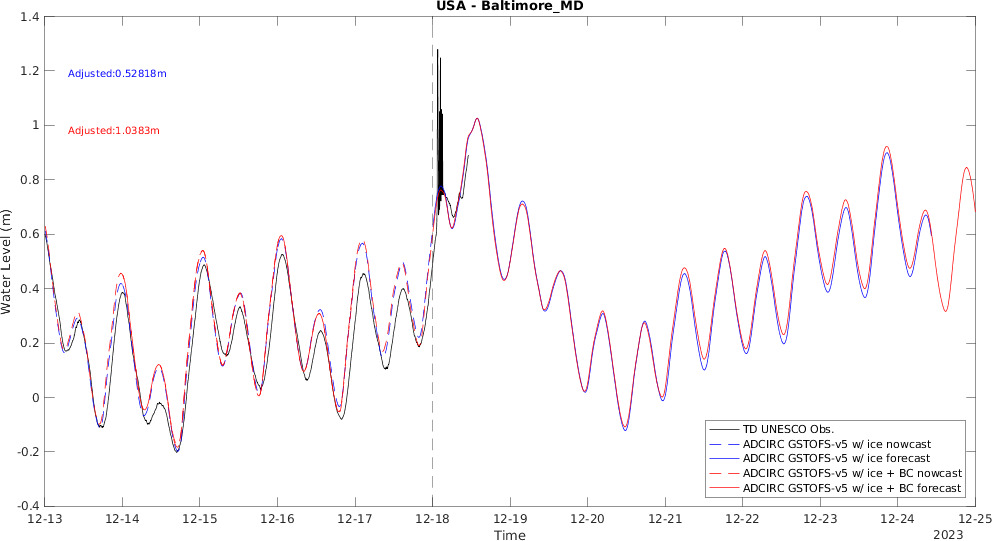 USA - Baltimore_MD
1.4
1.2
1
0.8
0.6
0.4
0.2
0
-0.2
-0.4
Water Level (m)
Adjusted:0.52818m
Adjusted:1.0383m
TD UNESCO Obs.
ADCIRC GSTOFS-v5 w/ ice nowcast
ADCIRC GSTOFS-v5 w/ ice forecast
ADCIRC GSTOFS-v5 w/ ice + BC nowcast
ADCIRC GSTOFS-v5 w/ ice + BC forecast
12-13 12-14 12-15 12-16 12-17 12-18 12-19 12-20 12-21 12-22 12-23 12-24 12-25
Time
2023